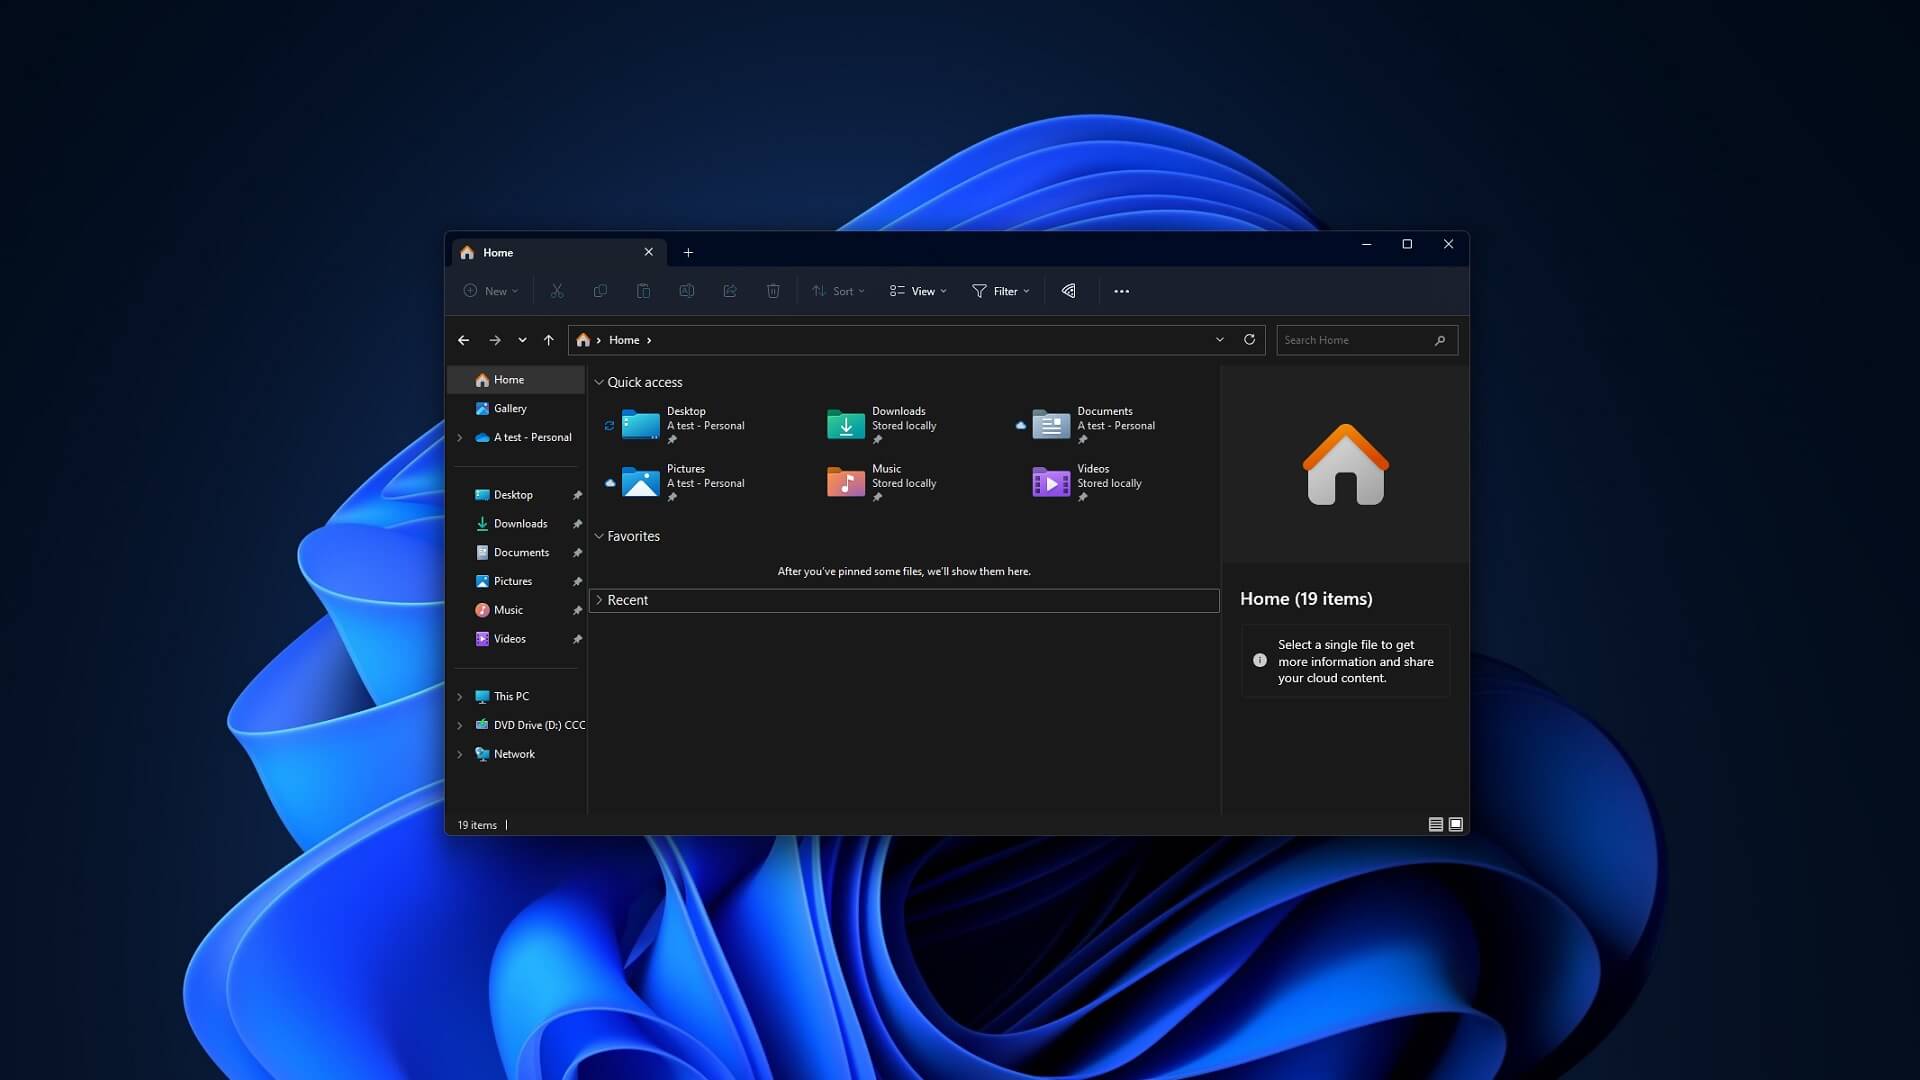 Home
New
Sort
View
Filter
Home
Search Home
Home
Gallery
A test - Personal
Desktop
Downloads
Documents
Pictures
Music
Videos
This PC
DVD Drive (D:) CCC
Network
Quick access
Desktop
A test - Personal
Downloads
Stored locally
Documents
A test - Personal
Pictures
A test - Personal
Music
Stored locally
Videos
Stored locally
Favorites
After you've pinned some files, we'll show them here.
Recent
Home (19 items)
Select a single file to get
more information and share
your cloud content.
19 items